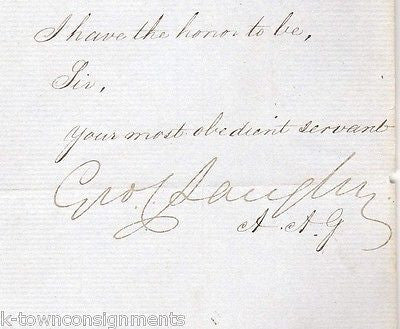 I have the honor to be,
Sir,
Your most obedient servant
Geo.
A. A. G
k-townconsignments